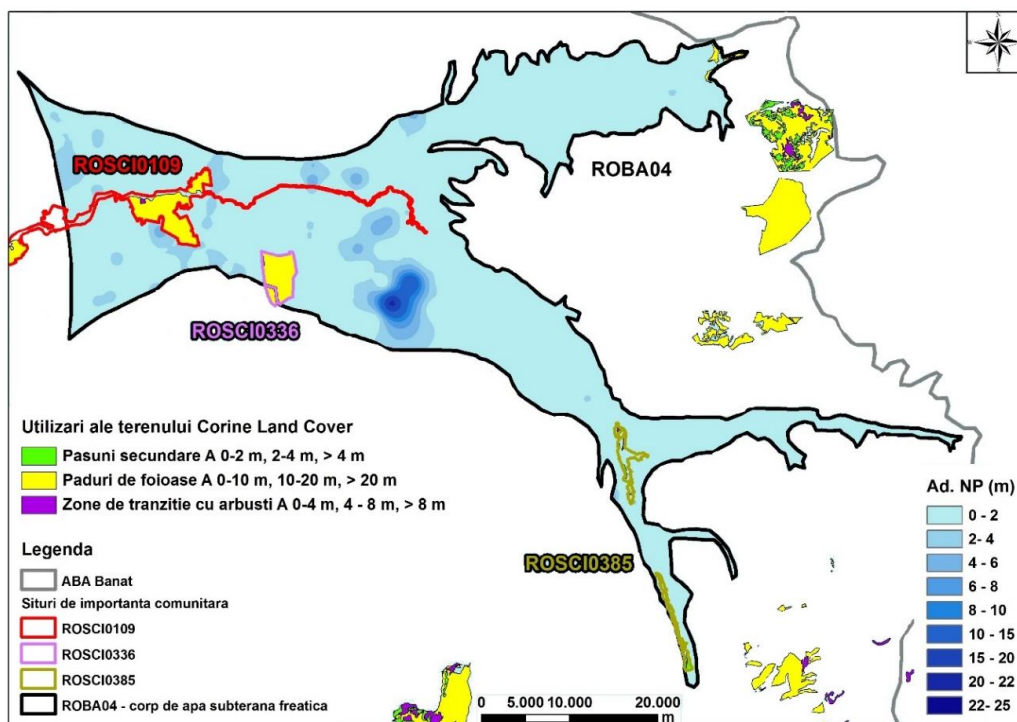 ROSCI0109
ROBA04
ROSCI0336
Utilizari ale terenului Corine Land Cover
Pasuni secundare A 0-2 m, 2-4 m, > 4 m
Paduri de foioase A 0-10 m, 10-20 m, > 20 m
Zone de tranzitie cu arbusti A 0-4 m, 4 - 8 m, > 8 m
ROSCI0385
Legenda
ABA Banat
Situri de importanta comunitara
ROSCI0109
ROSCI0336
ROSCI0385
ROBA04 - corp de apa subterana freatica
0 5.000 10.000 20.000
m
Ad. NP (m)
0 - 2
2- 4
4 - 6
6 - 8
8 - 10
10 - 15
15 - 20
20 - 22
22- 25